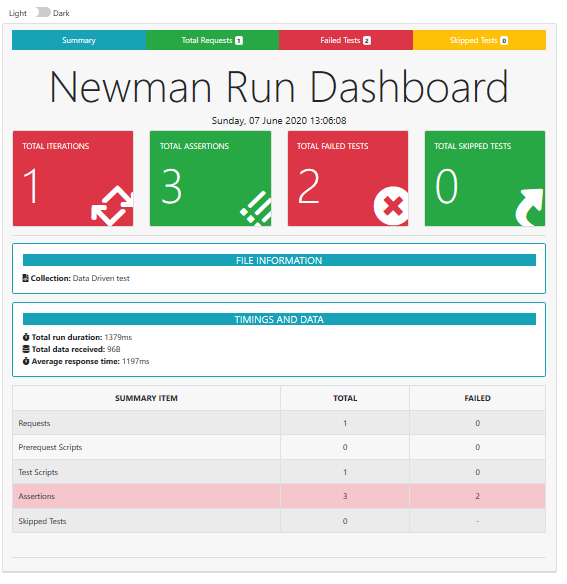 Light Dark
Summary Total Requests 1 Failed Tests 2 Skipped Tests 0
Newman Run Dashboard
Sunday, 07 June 2020 13:06:08
TOTAL ITERATIONS TOTAL ASSERTIONS TOTAL FAILED TESTS TOTAL SKIPPED TESTS
1 3 2 0
FILE INFORMATION
Collection: Data Driven test
TIMINGS AND DATA
Total run duration: 1379ms
Total data received: 96B
Average response time: 1197ms
SUMMARY ITEM TOTAL FAILED
Requests 1 0
Prerequest Scripts 0 0
Test Scripts 1 0
Assertions 3 2
Skipped Tests 0 -